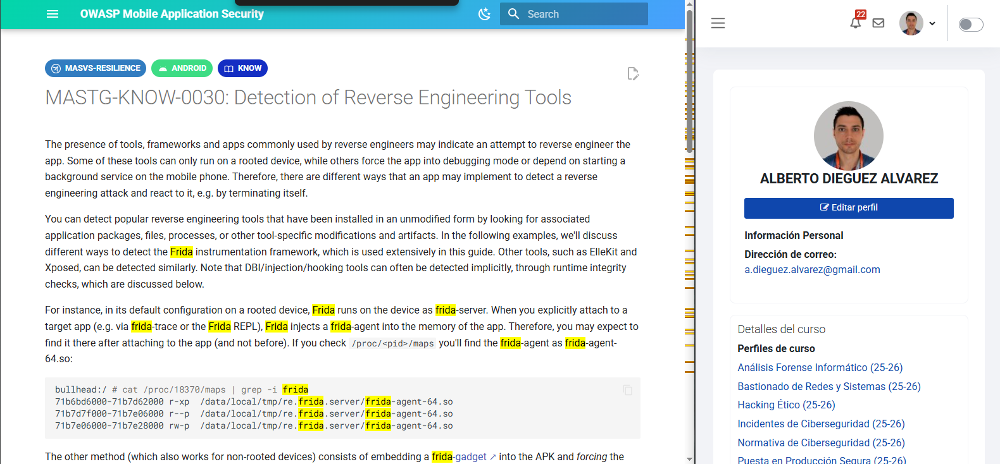 OWASP Mobile Application Security
Search
MASVS-RESILIENCE
ANDROID
KNOW
MASTG-KNOW-0030: Detection of Reverse Engineering Tools
The presence of tools, frameworks and apps commonly used by reverse engineers may indicate an attempt to reverse engineer the
app. Some of these tools can only run on a rooted device, while others force the app into debugging mode or depend on starting a
background service on the mobile phone. Therefore, there are different ways that an app may implement to detect a reverse
engineering attack and react to it, e.g. by terminating itself.
You can detect popular reverse engineering tools that have been installed in an unmodified form by looking for associated
application packages, files, processes, or other tool-specific modifications and artifacts. In the following examples, we'll discuss
different ways to detect the Frida instrumentation framework, which is used extensively in this guide. Other tools, such as ElleKit and
Xposed, can be detected similarly. Note that DBI/injection/hooking tools can often be detected implicitly, through runtime integrity
checks, which are discussed below.
For instance, in its default configuration on a rooted device, Frida runs on the device as frida-server. When you explicitly attach to a
target app (e.g. via frida-trace or the Frida REPL), Frida injects a frida-agent into the memory of the app. Therefore, you may expect to
find it there after attaching to the app (and not before). If you check /proc/<pid>/maps you'll find the frida-agent as frida-agent-
64.so:
bullhead:/ # cat /proc/18370/maps | grep -i frida
71b6bd6000-71b7d62000 r-xp  /data/local/tmp/re.frida.server/frida-agent-64.so
71b7d7f000-71b7e06000 r--p  /data/local/tmp/re.frida.server/frida-agent-64.so
71b7e06000-71b7e28000 rw-p  /data/local/tmp/re.frida.server/frida-agent-64.so
The other method (which also works for non-rooted devices) consists of embedding a frida-gadget ↗ into the APK and forcing the
22
ALBERTO DIEGUEZ ALVAREZ
Editar perfil
Información Personal
Dirección de correo:
a.dieguez.alvarez@gmail.com
Detalles del curso
Perfiles de curso
Análisis Forense Informático (25-26)
Bastionado de Redes y Sistemas (25-26)
Hacking Ético (25-26)
Incidentes de Ciberseguridad (25-26)
Normativa de Ciberseguridad (25-26)
Puesta en Producción Segura (25-26)